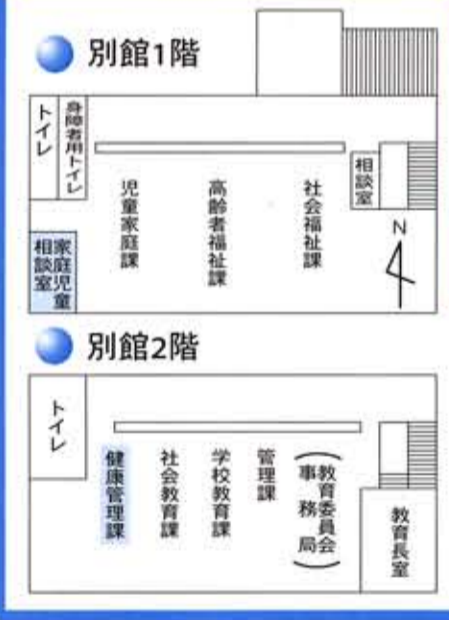 別館1階
トイレ
身障者用トイレ
児童家庭課
高齢者福祉課
社会福祉課
相談室
N
家庭児童
相談室
別館2階
トイレ
健康管理課
社会教育課
学校教育課
管理課
(教育委員会
事務局)
教育長室